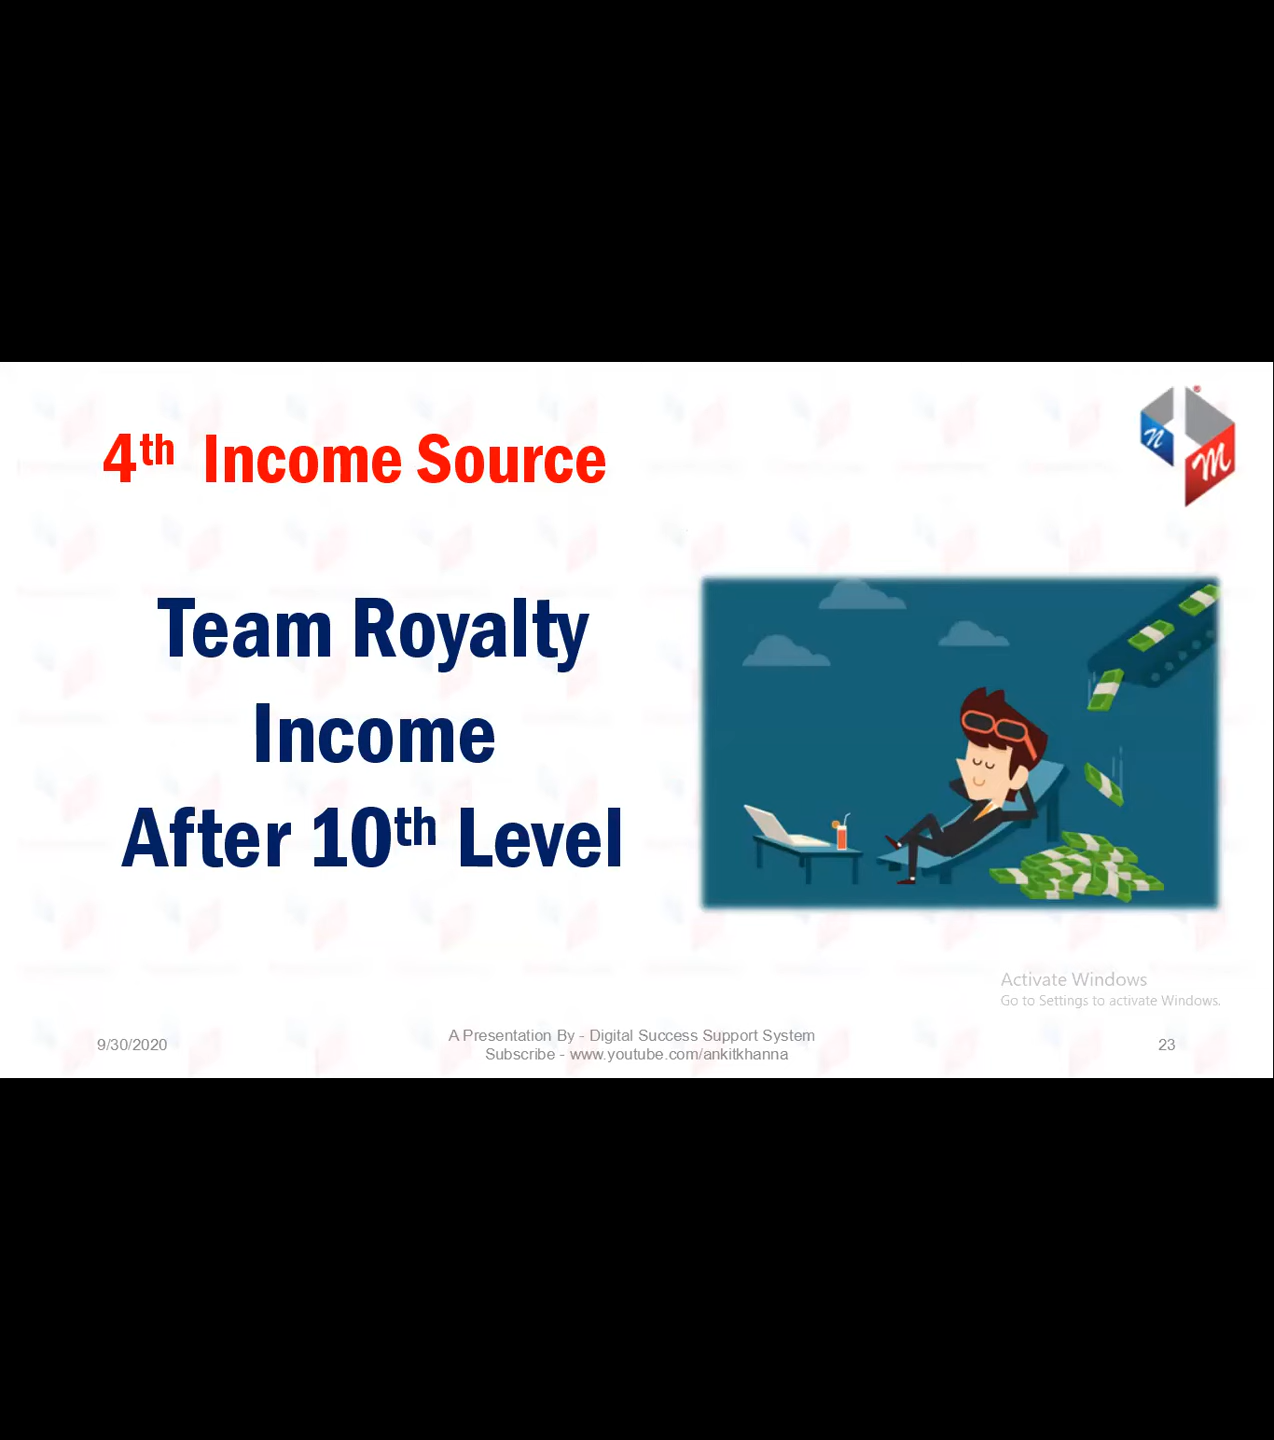 4th Income Source
Team Royalty
Income
After 10th Level
n
m
®
Activate Windows
Go to Settings to activate Windows.
9/30/2020
A Presentation By - Digital Success Support System
Subscribe - www.youtube.com/ankitkhanna
23